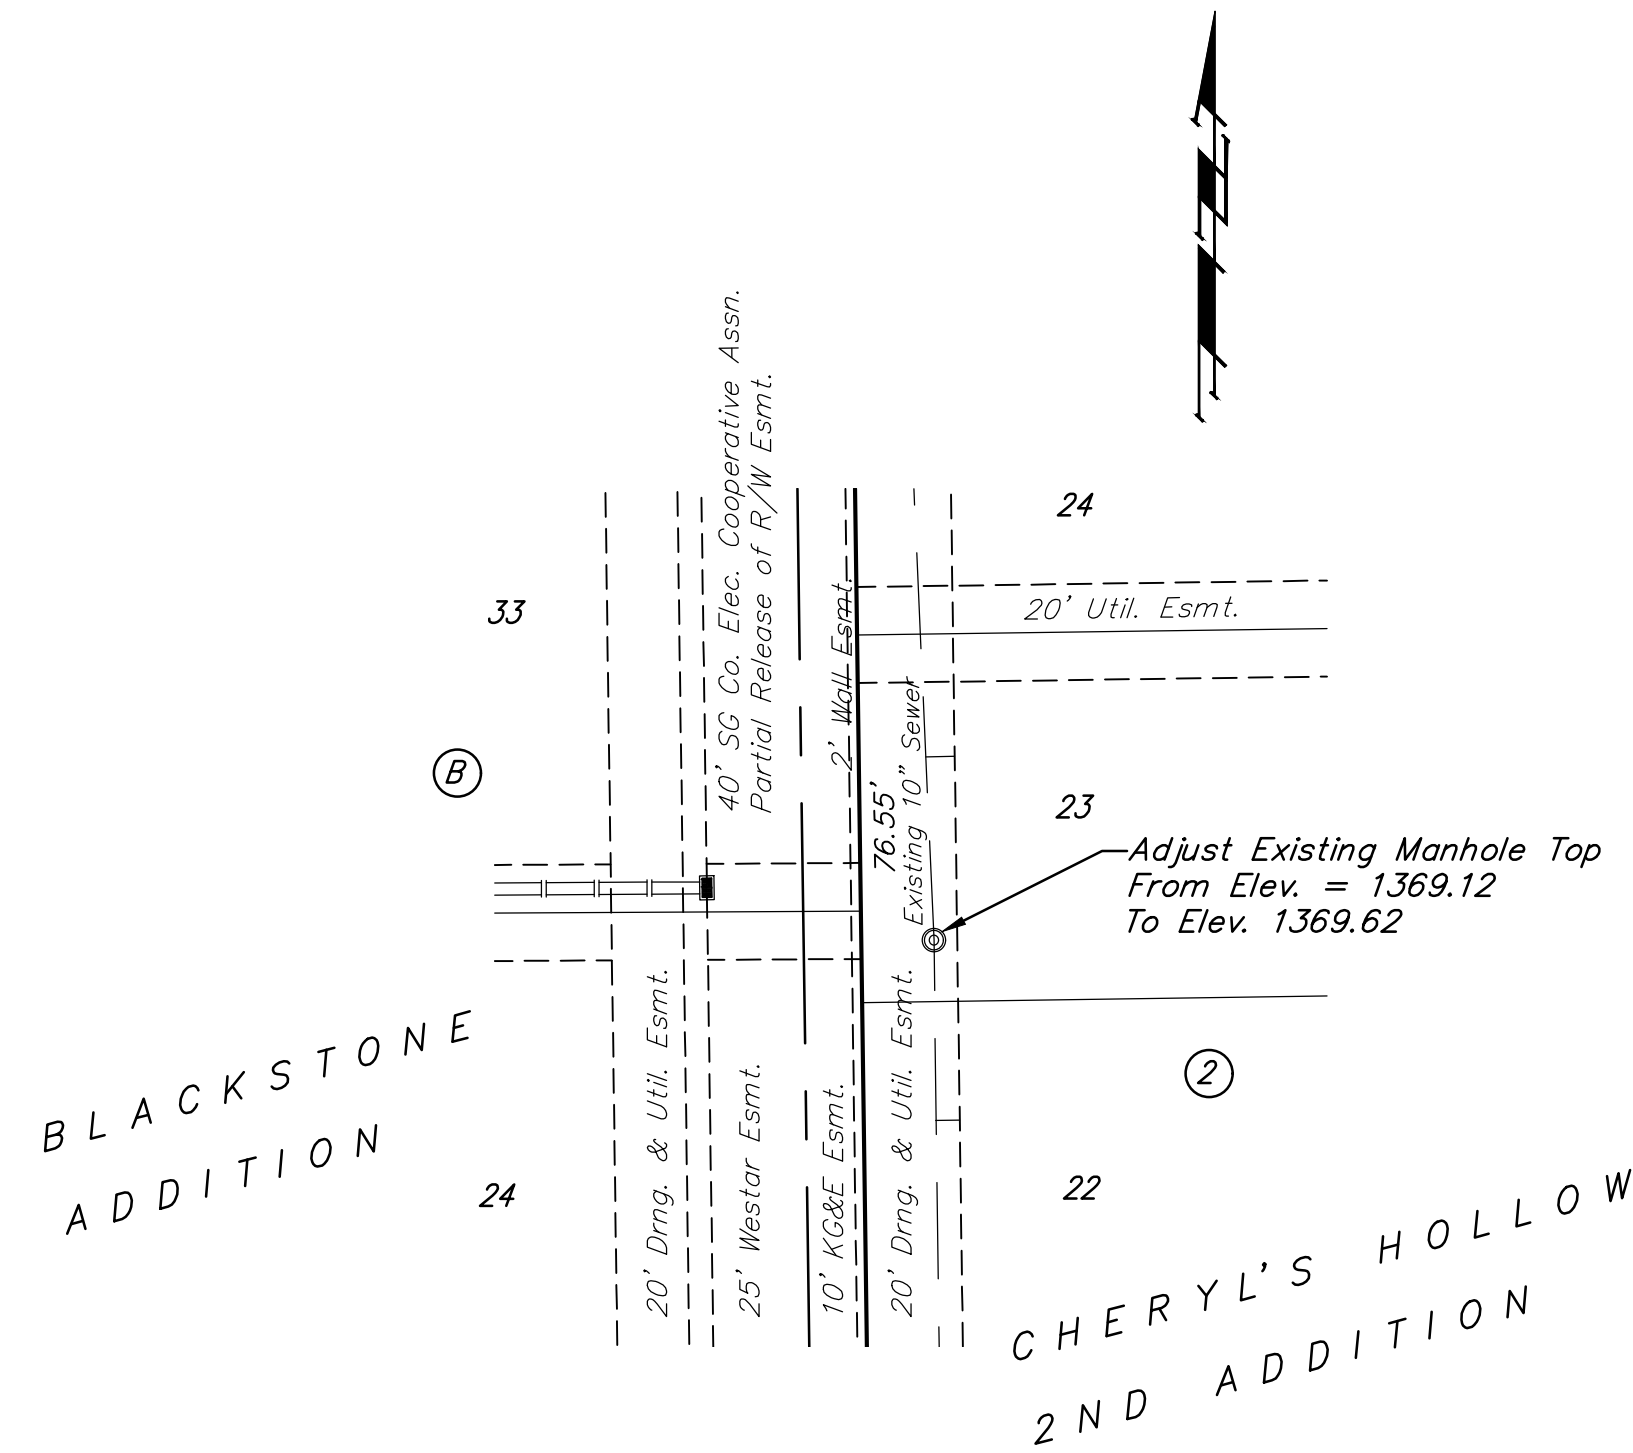 40' SG Co. Elec. Cooperative Assn.
Partial Release of R/W Esmt.
24
33
20' Util. Esmt.
2' Wall Esmt.
B
76.55'
Existing 10" Sewer
23
Adjust Existing Manhole Top
From Elev. = 1369.12
To Elev. 1369.62
BLACKSTONE
ADDITION
20' Drng. & Util. Esmt.
25' Westar Esmt.
10' KG&E Esmt.
20' Drng. & Util. Esmt.
2
24
22
CHERYL'S HOLLOW
2ND ADDITION